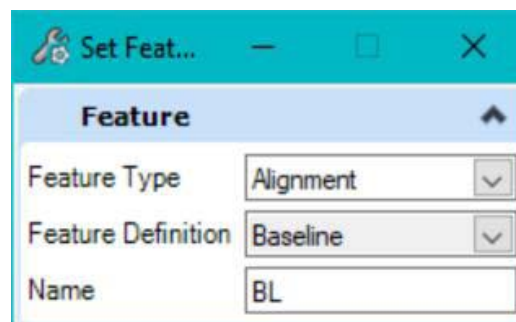 Set Feat...
Feature
Feature Type Alignment
Feature Definition Baseline
Name BL